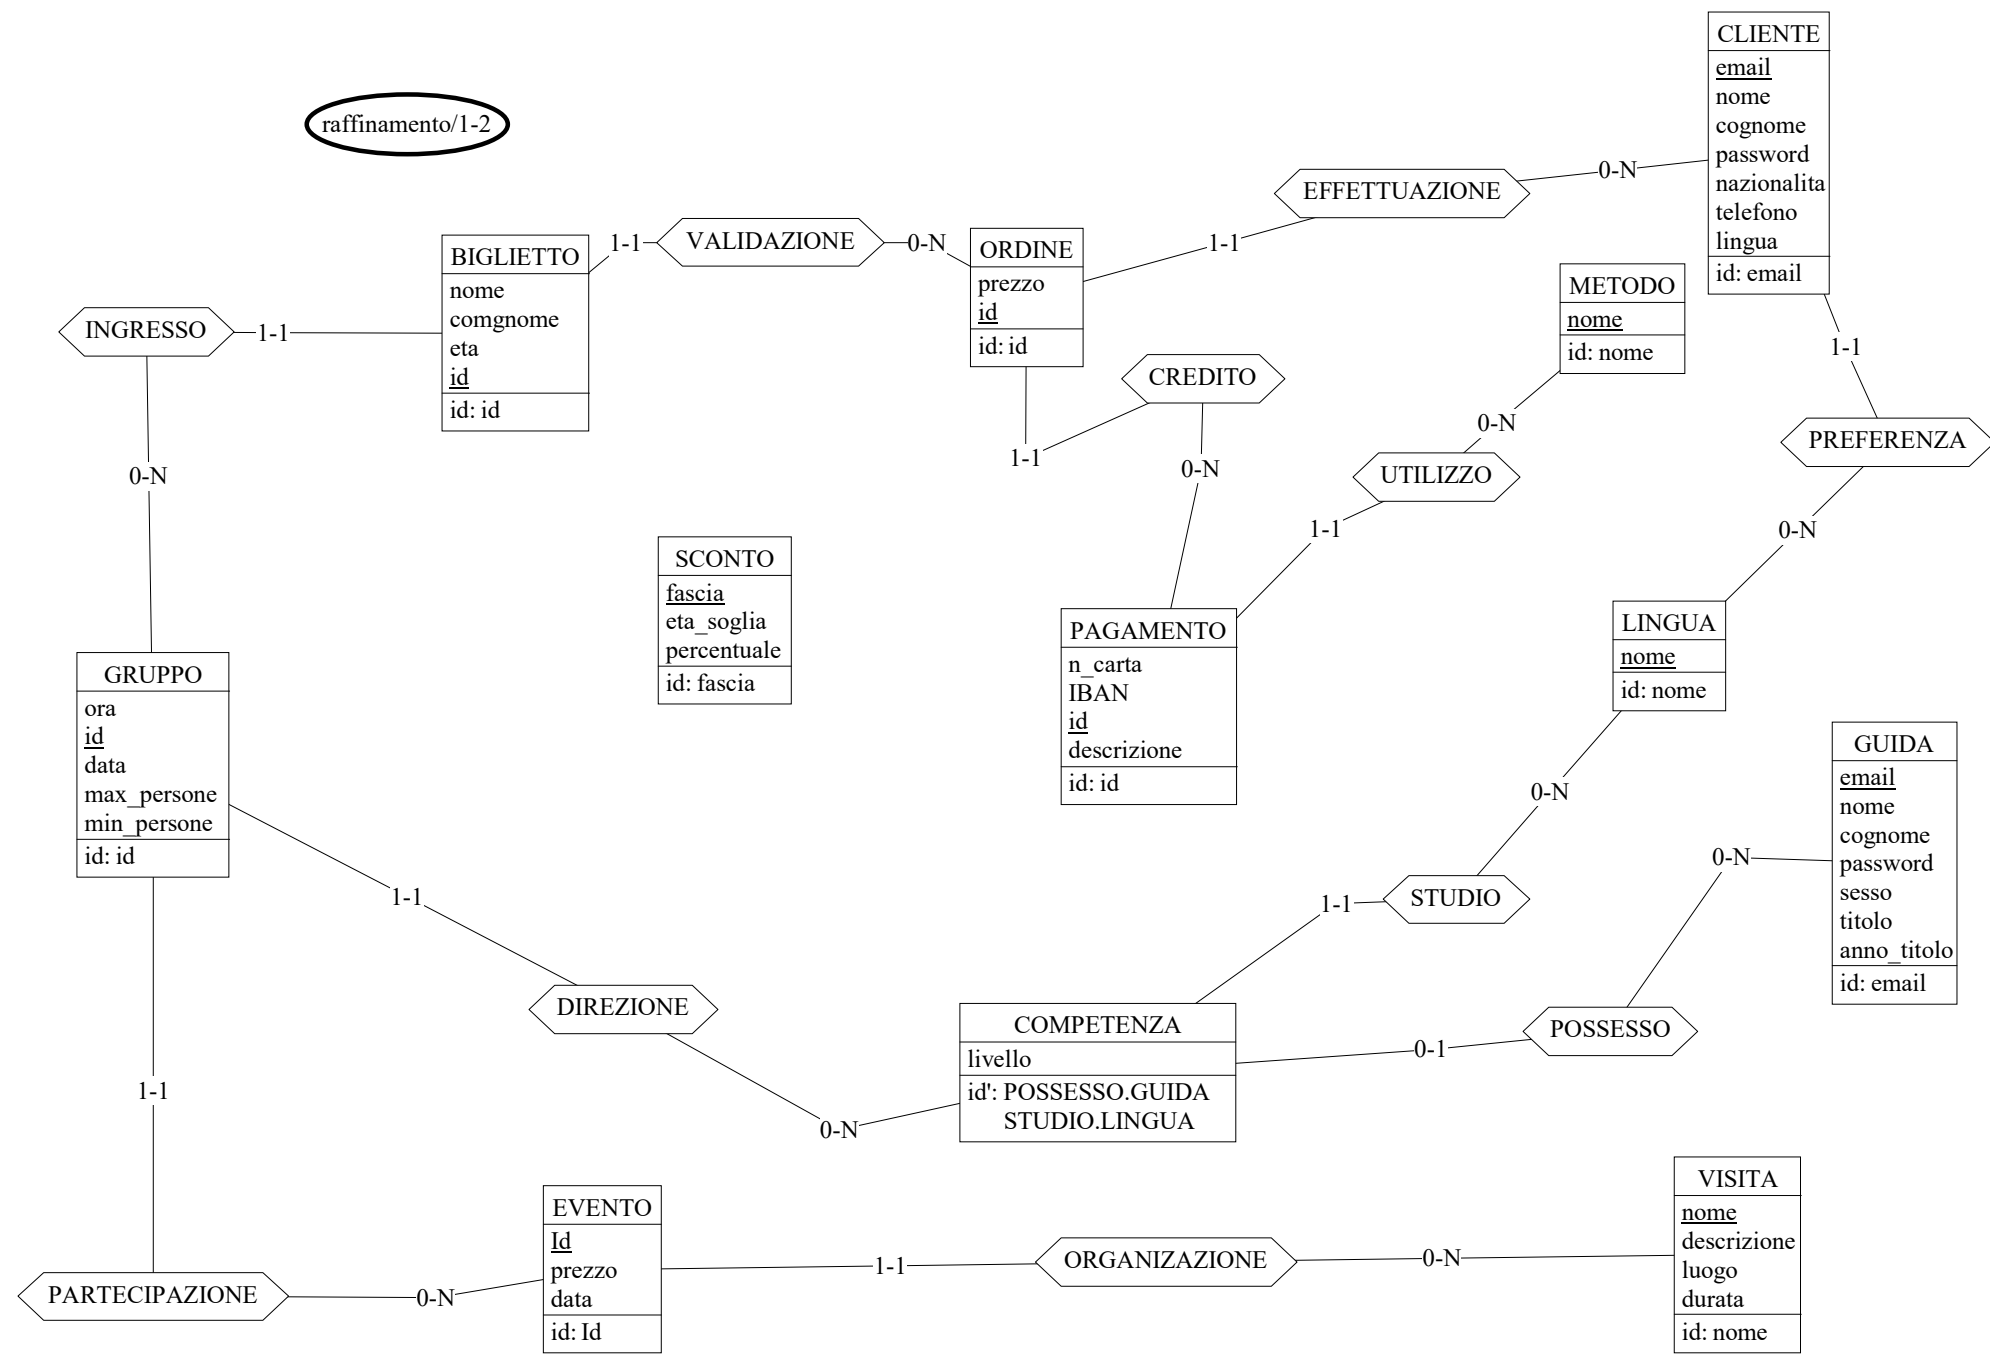 CLIENTE
email
nome
cognome
password
nazionalita
telefono
lingua
id: email
raffinamento/1-2
0-N
EFFETTUAZIONE
1-1
VALIDAZIONE
0-N
ORDINE
prezzo
id
id: id
1-1
BIGLIETTO
nome
comgnome
eta
id
id: id
METODO
nome
id: nome
INGRESSO
1-1
1-1
CREDITO
0-N
PREFERENZA
1-1
0-N
UTILIZZO
0-N
1-1
0-N
SCONTO
fascia
eta_soglia
percentuale
id: fascia
PAGAMENTO
n_carta
IBAN
id
descrizione
id: id
LINGUA
nome
id: nome
GRUPPO
ora
id
data
max_persone
min_persone
id: id
GUIDA
email
nome
cognome
password
sesso
titolo
anno_titolo
id: email
0-N
0-N
1-1
1-1
STUDIO
DIREZIONE
COMPETENZA
livello
id': POSSESSO.GUIDA
STUDIO.LINGUA
0-1
POSSESSO
1-1
0-N
EVENTO
Id
prezzo
data
id: Id
VISITA
nome
descrizione
luogo
durata
id: nome
1-1
ORGANIZAZIONE
0-N
PARTECIPAZIONE
0-N